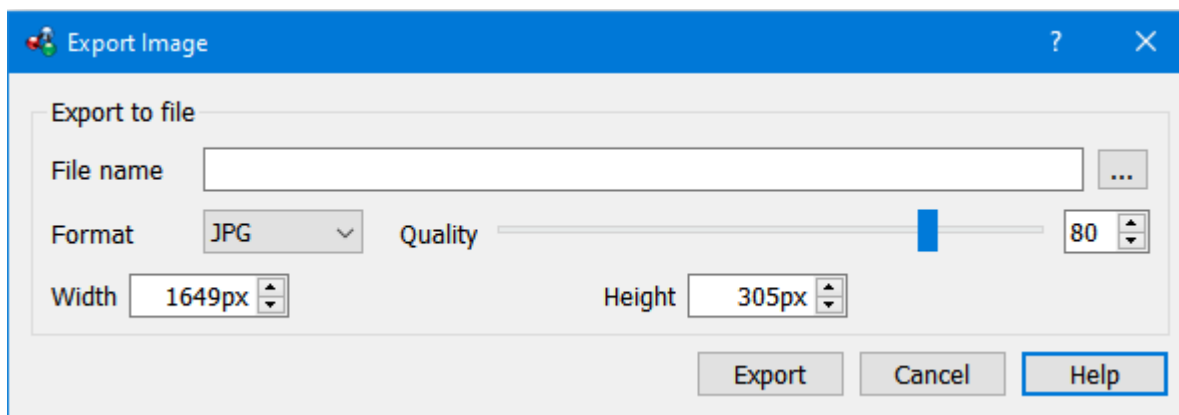 Export Image ?
Export to file
File name ...
Format JPG Quality 80
Width 1649px Height 305px
Export Cancel Help